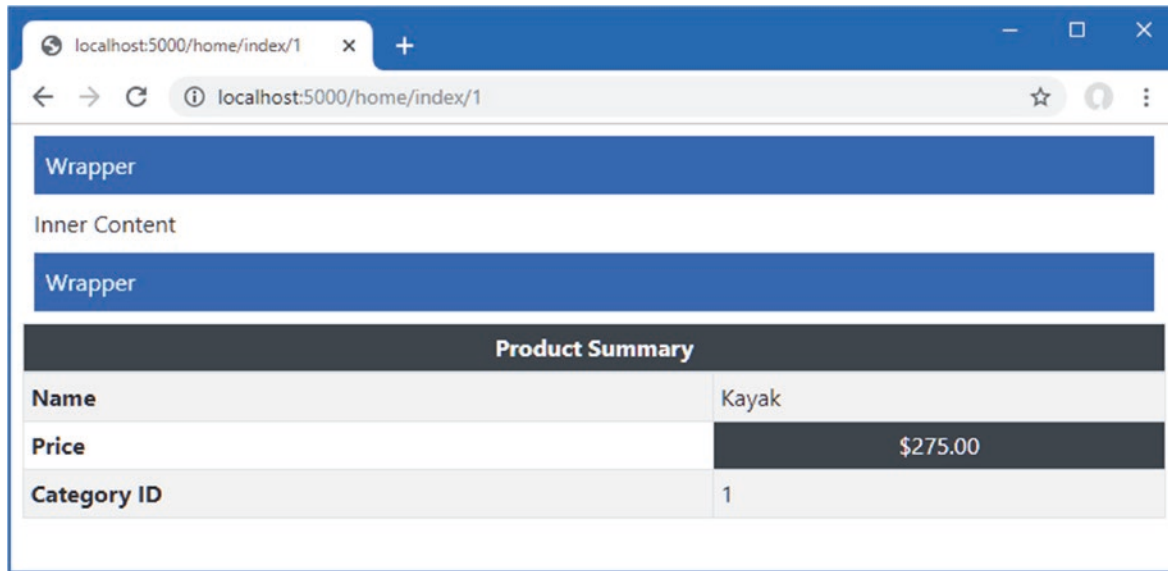 localhost:5000/home/index/1
localhost:5000/home/index/1
Wrapper
Inner Content
Wrapper
Product Summary
Name Kayak
Price $275.00
Category ID 1